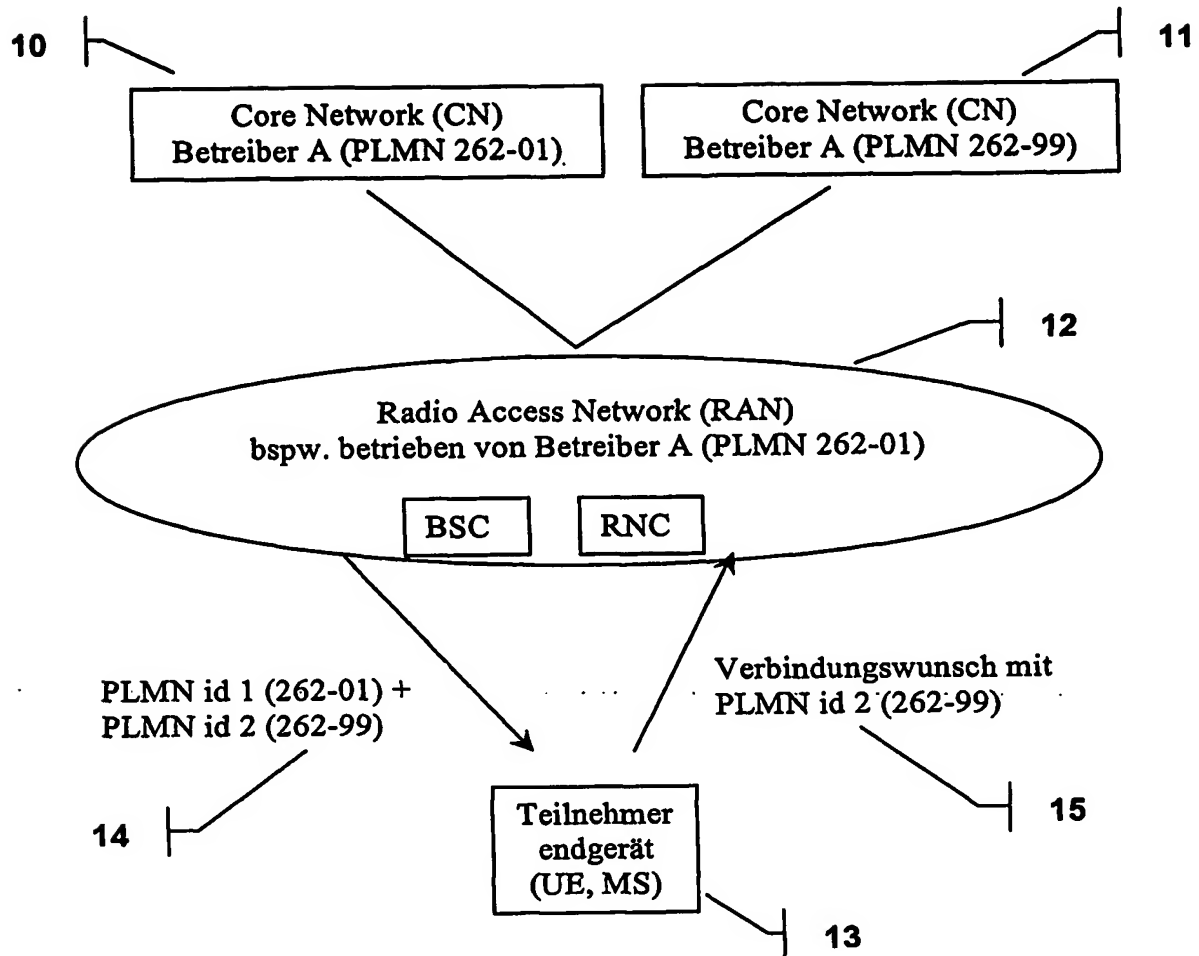 10
11
Core Network (CN)
Betreiber A (PLMN 262-01)
Core Network (CN)
Betreiber A (PLMN 262-99)
12
Radio Access Network (RAN)
bspw. betrieben von Betreiber A (PLMN 262-01)
BSC
RNC
PLMN id 1 (262-01) +
PLMN id 2 (262-99)
Verbindungswunsch mit
PLMN id 2 (262-99)
14
15
Teilnehmer
endgerät
(UE, MS)
13